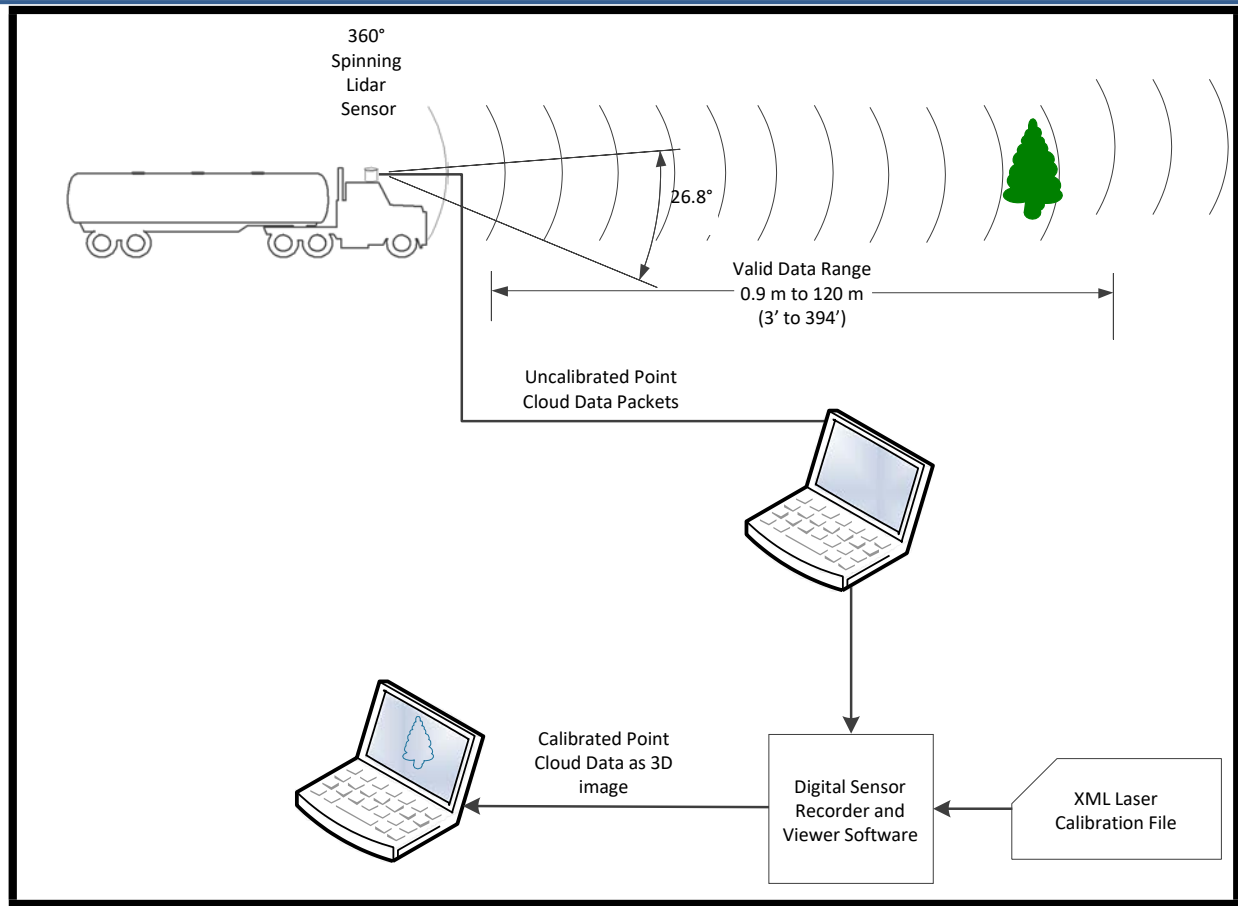 360°
Spinning
Lidar
Sensor
26.8°
Valid Data Range
0.9 m to 120 m
(3’ to 394’)
Uncalibrated Point
Cloud Data Packets
Calibrated Point
Cloud Data as 3D
image
Digital Sensor
Recorder and
Viewer Software
XML Laser
Calibration File